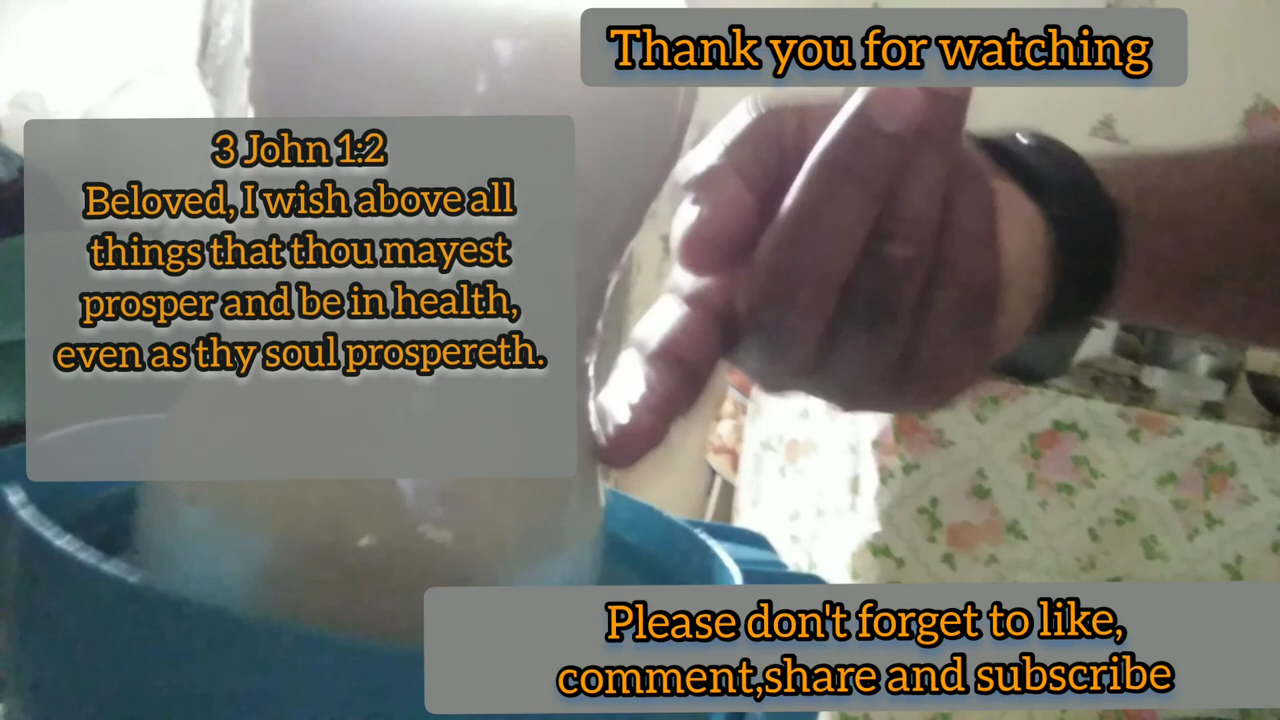 Thank you for watching
3 John 1:2
Beloved, I wish above all
things that thou mayest
prosper and be in health,
even as thy soul prospereth.
Please don't forget to like,
comment,share and subscribe